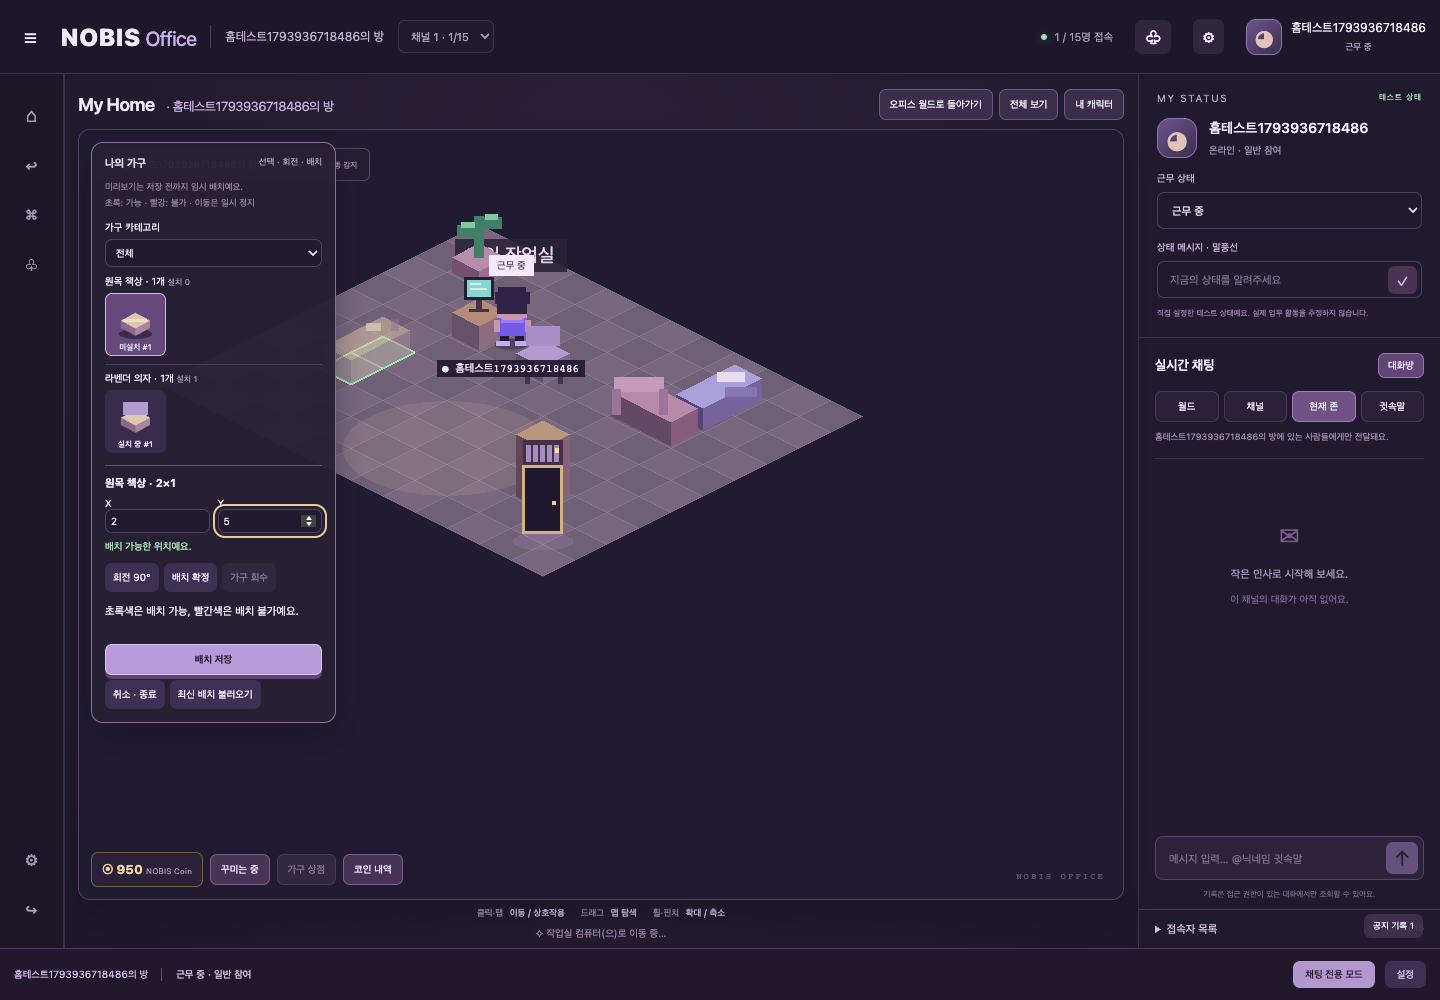 NOBIS Office
홈테스트1793936718486의 방
채널 1 · 1/15
1 / 15명 접속
홈테스트1793936718486
근무 중
My Home · 홈테스트1793936718486의 방
오피스 월드로 돌아가기
전체 보기
내 캐릭터
나의 가구
선택 · 회전 · 배치
미리보기는 저장 전까지 임시 배치예요.
초록: 가능 · 빨강: 불가 · 이동은 일시 정지
가구 카테고리
전체
원목 책상 · 1개 설치 0
미설치 #1
라벤더 의자 · 1개 설치 1
설치 중 #1
원목 책상 · 2×1
X
Y
2
5
배치 가능한 위치예요.
회전 90°
배치 확정
가구 회수
초록색은 배치 가능, 빨간색은 배치 불가예요.
배치 저장
취소 · 종료
최신 배치 불러오기
감지
작업실
근무 중
홈테스트1793936718486
950 NOBIS Coin
꾸미는 중
가구 상점
코인 내역
NOBIS OFFICE
클릭·탭 이동 / 상호작용 드래그 맵 탐색 휠·핀치 확대 / 축소
✧ 작업실 컴퓨터(으)로 이동 중...
MY STATUS
테스트 상태
홈테스트1793936718486
온라인 · 일반 참여
근무 상태
근무 중
상태 메시지 · 말풍선
지금의 상태를 알려주세요
직접 설정한 테스트 상태예요. 실제 업무 활동을 추정하지 않습니다.
실시간 채팅
대화방
월드
채널
현재 존
귓속말
홈테스트1793936718486의 방에 있는 사람들에게만 전달돼요.
작은 인사로 시작해 보세요.
이 채널의 대화가 아직 없어요.
메시지 입력... @닉네임 귓속말
기록은 접근 권한이 있는 대화에서만 조회할 수 있어요.
접속자 목록
공지 기록 1
홈테스트1793936718486의 방
근무 중 · 일반 참여
채팅 전용 모드
설정